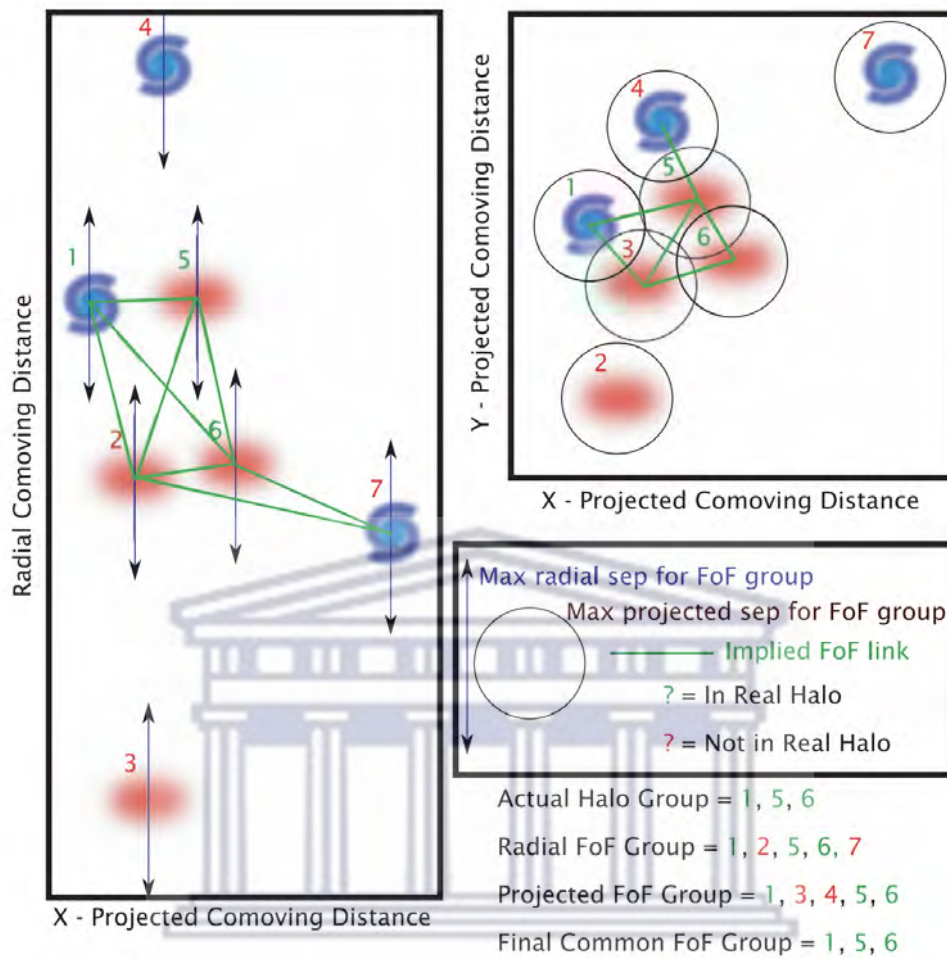 4
1
5
2
6
7
3
Radial Comoving Distance
X - Projected Comoving Distance
7
4
5
1
3
6
2
Y - Projected Comoving Distance
X - Projected Comoving Distance
Max radial sep for FoF group
Max projected sep for FoF group
Implied FoF link
? = In Real Halo
? = Not in Real Halo
Actual Halo Group = 1, 5, 6
Radial FoF Group = 1, 2, 5, 6, 7
Projected FoF Group = 1, 3, 4, 5, 6
Final Common FoF Group = 1, 5, 6